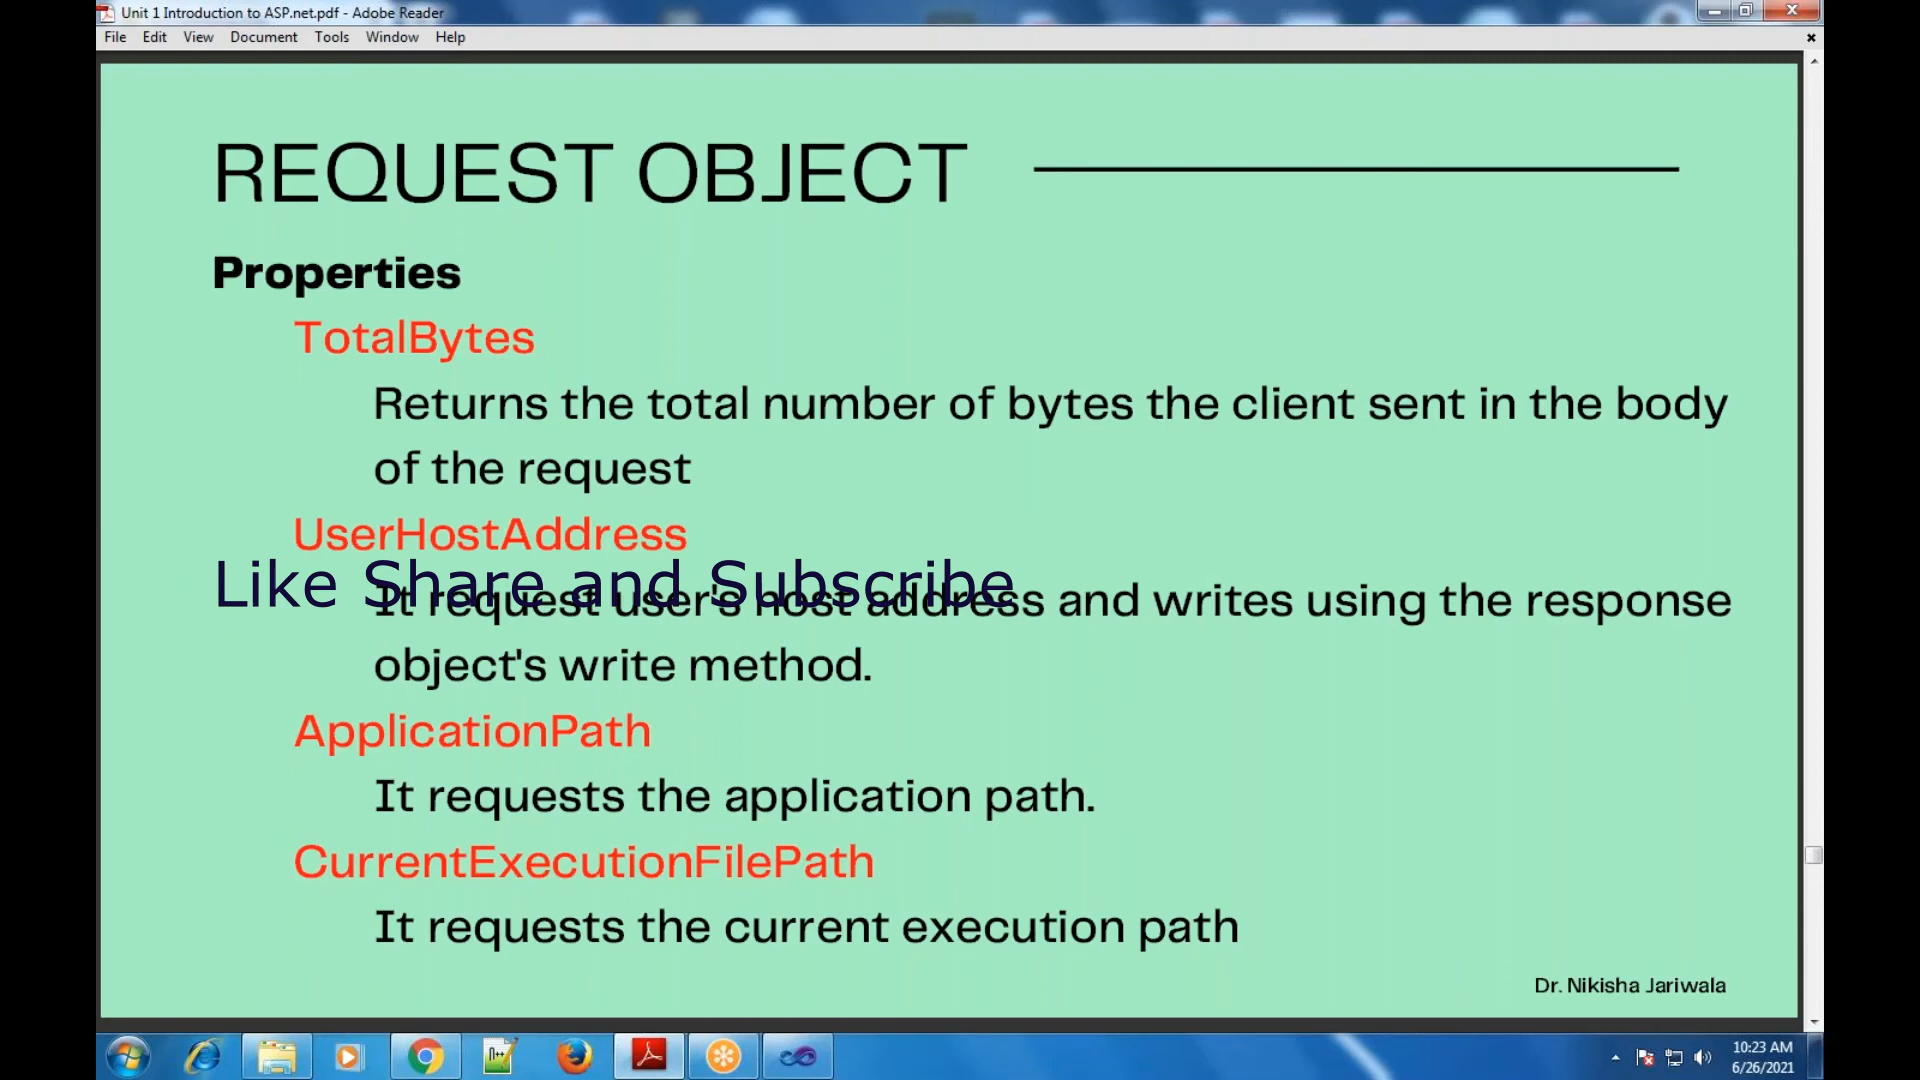 Unit 1 Introduction to ASP.net.pdf - Adobe Reader
File Edit View Document Tools Window Help
REQUEST OBJECT
Properties
TotalBytes
Returns the total number of bytes the client sent in the body
of the request
UserHostAddress
Like Share and Subscribe
It request user's host address and writes using the response
object's write method.
ApplicationPath
It requests the application path.
CurrentExecutionFilePath
It requests the current execution path
Dr. Nikisha Jariwala
10:23 AM
6/26/2021